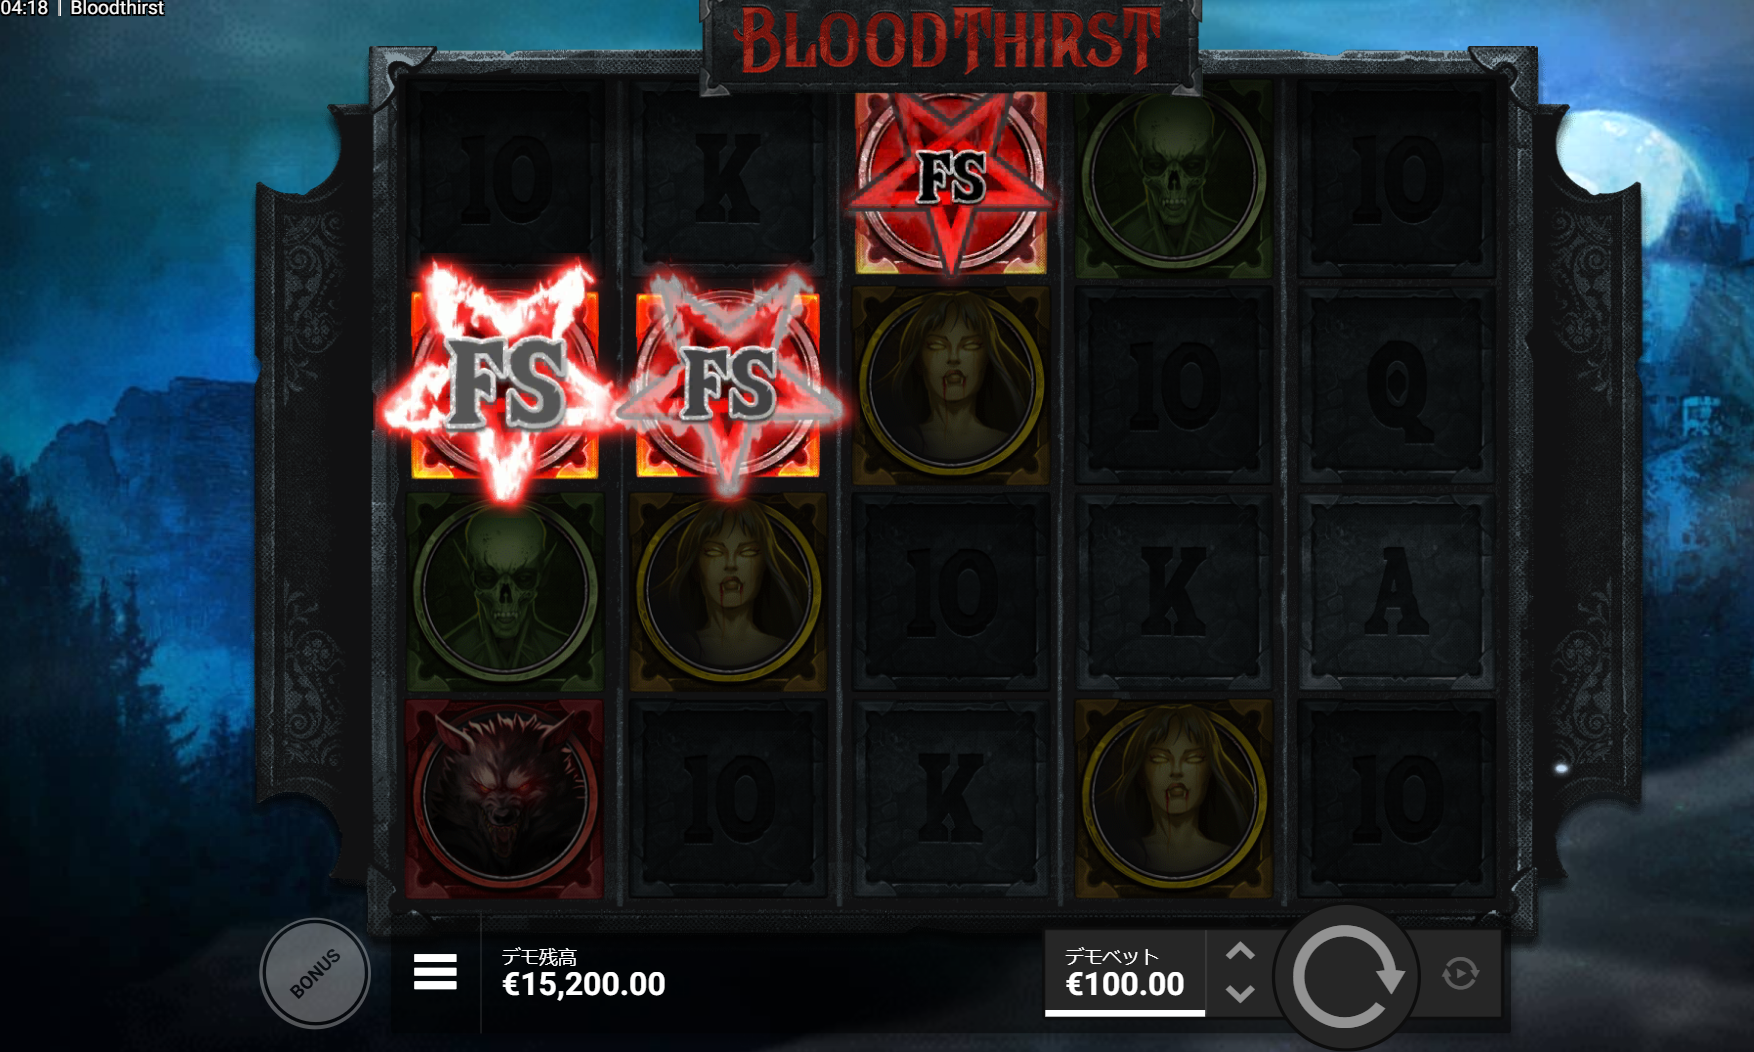 04:18 | Bloodthirst
BLOODTHIRST
10 K FS 10
FS FS 10 Q
10 K A
10 K 10
BONUS
デモ残高
€15,200.00
デモベット
€100.00